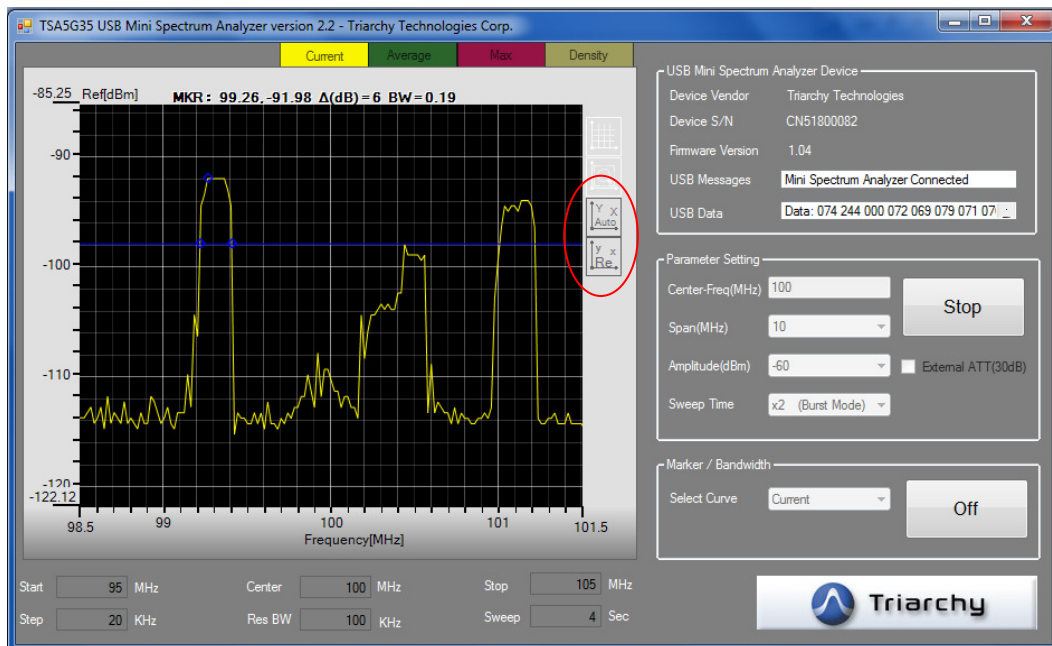 TSA5G35 USB Mini Spectrum Analyzer version 2.2 - Triarchy Technologies Corp.
Current Average Max Density
-85.25 Ref[dBm] MKR: 99.26,-91.98 Δ(dB)=6 BW=0.19
-90
-100
-110
-120
-122.12
98.5 99 100 101 101.5
Frequency[MHz]
Y X
Auto
y x
Re.
USB Mini Spectrum Analyzer Device
Device Vendor Triarchy Technologies
Device S/N CN51800082
Firmware Version 1.04
USB Messages Mini Spectrum Analyzer Connected
USB Data Data: 074 244 000 072 069 079 071 07
Parameter Setting
Center-Freq(MHz) 100
Stop
Span(MHz) 10
Amplitude(dBm) -60 External ATT(30dB)
Sweep Time x2 (Burst Mode)
Marker / Bandwidth
Select Curve Current
Off
Start 95 MHz Center 100 MHz Stop 105 MHz
Step 20 KHz Res BW 100 KHz Sweep 4 Sec
Triarchy